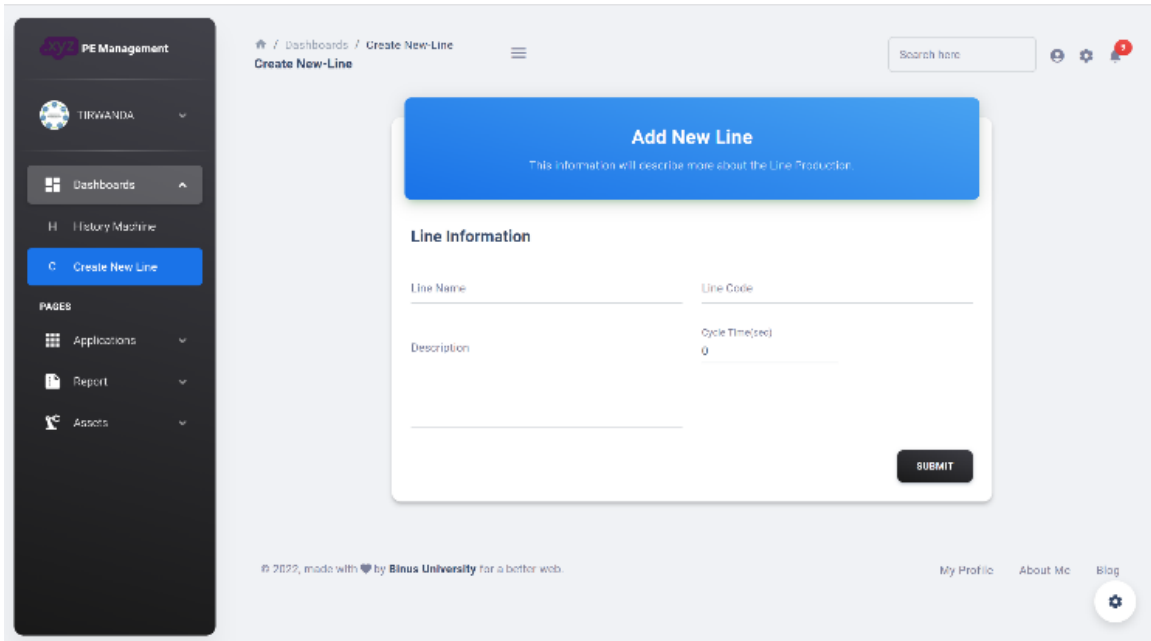 .xyz PE Management
TIRWANDA
Dashboards
H History Machine
C Create New Line
PAGES
Applications
Report
Assets
/ Dashboards / Create New-Line
Create New-Line
Search here
Add New Line
This information will describe more about the Line Production.
Line Information
Line Name
Line Code
Description
Cycle Time(sec)
0
SUBMIT
© 2022, made with by Binus University for a better web.
My Profile About Me Blog